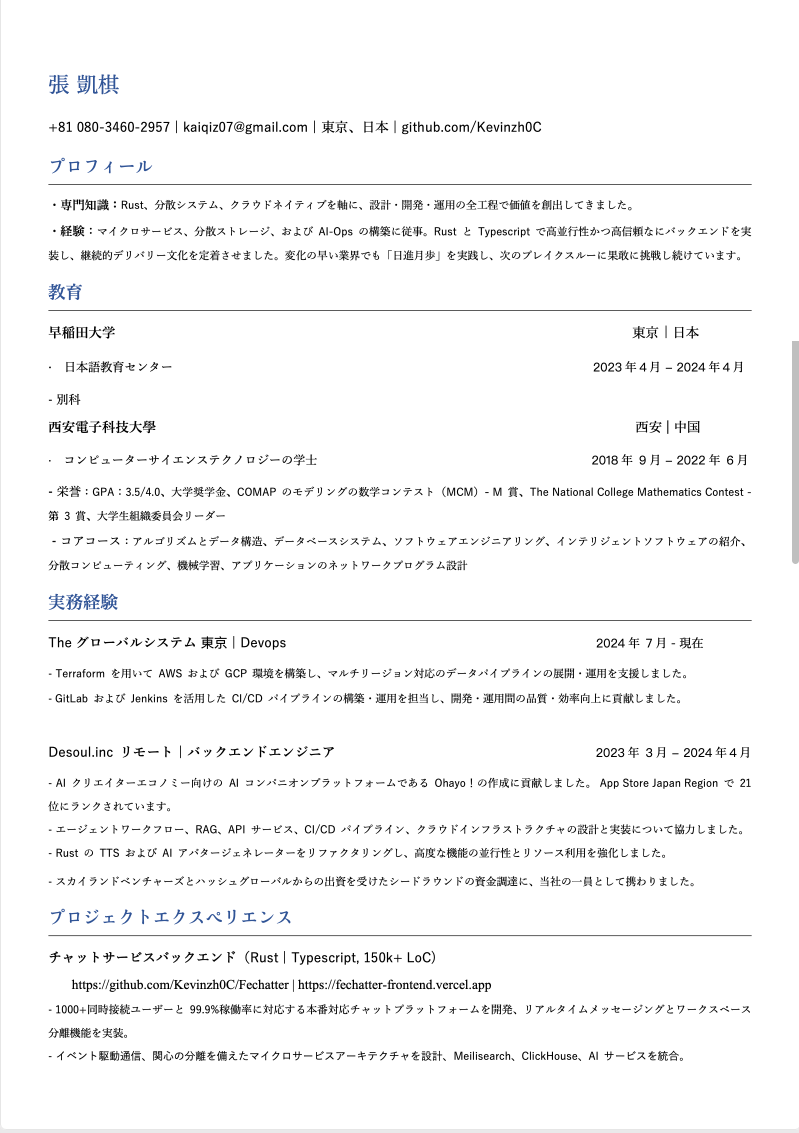 張 凱棋
+81 080-3460-2957 | kaiqiz07@gmail.com | 東京、日本 | github.com/Kevinzh0C
プロフィール
・専門知識：Rust、分散システム、クラウドネイティブを軸に、設計・開発・運用の全工程で価値を創出してきました。
・経験：マイクロサービス、分散ストレージ、および AI-Ops の構築に従事。Rust と Typescript で高並行性かつ高信頼なにバックエンドを実
装し、継続的デリバリー文化を定着させました。変化の早い業界でも「日進月歩」を実践し、次のブレイクスルーに果敢に挑戦し続けています。
教育
早稲田大学 東京 | 日本
· 日本語教育センター 2023 年 4 月 – 2024 年 4 月
- 別科
西安電子科技大學 西安 | 中国
· コンピューターサイエンステクノロジーの学士 2018 年 9 月 – 2022 年 6 月
- 栄誉：GPA：3.5/4.0、大学奨学金、COMAP のモデリングの数学コンテスト（MCM）- M 賞、The National College Mathematics Contest -
第 3 賞、大学生組織委員会リーダー
- コアコース：アルゴリズムとデータ構造、データベースシステム、ソフトウェアエンジニアリング、インテリジェントソフトウェアの紹介、
分散コンピューティング、機械学習、アプリケーションのネットワークプログラム設計
実務経験
The グローバルシステム 東京 | Devops 2024 年 7 月 - 現在
- Terraform を用いて AWS および GCP 環境を構築し、マルチリージョン対応のデータパイプラインの展開・運用を支援しました。
- GitLab および Jenkins を活用した CI/CD パイプラインの構築・運用を担当し、開発・運用間の品質・効率向上に貢献しました。
Desoul.inc リモート | バックエンドエンジニア 2023 年 3 月 – 2024 年 4 月
- AI クリエイターエコノミー向けの AI コンパニオンプラットフォームである Ohayo！の作成に貢献しました。 App Store Japan Region で 21
位にランクされています。
- エージェントワークフロー、RAG、API サービス、CI/CD パイプライン、クラウドインフラストラクチャの設計と実装について協力しました。
- Rust の TTS および AI アバタージェネレーターをリファクタリングし、高度な機能の並行性とリソース利用を強化しました。
- スカイランドベンチャーズとハッシュグローバルからの出資を受けたシードラウンドの資金調達に、当社の一員として携わりました。
プロジェクトエクスペリエンス
チャットサービスバックエンド（Rust | Typescript, 150k+ LoC）
https://github.com/Kevinzh0C/Fechatter | https://fechatter-frontend.vercel.app
- 1000+同時接続ユーザーと 99.9%稼働率に対応する本番対応チャットプラットフォームを開発、リアルタイムメッセージングとワークスペース
分離機能を実装。
- イベント駆動通信、関心の分離を備えたマイクロサービスアーキテクチャを設計、Meilisearch、ClickHouse、AI サービスを統合。